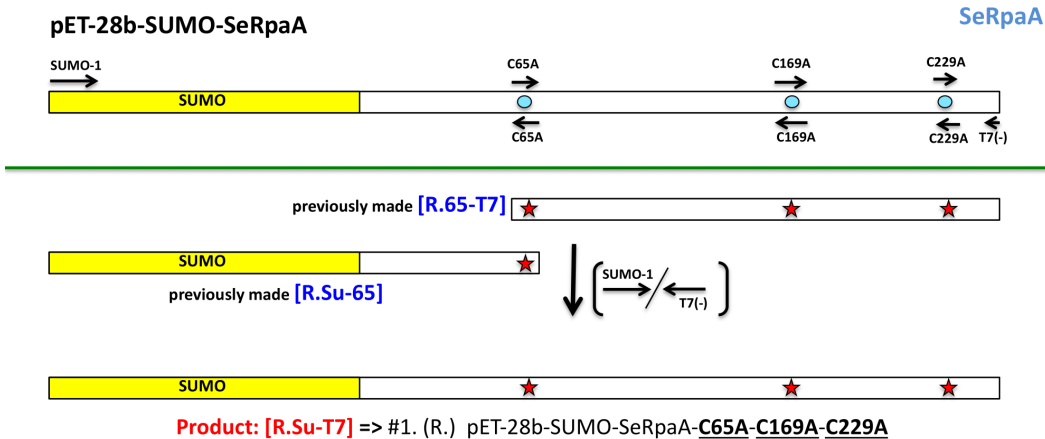 pET-28b-SUMO-SeRpaA
SeRpaA
SUMO-1
C65A
C169A
C229A
SUMO
C65A
C169A
C229A
T7(-)
previously made [R.65-T7]
SUMO
previously made [R.Su-65]
SUMO-1
T7(-)
SUMO
Product: [R.Su-T7] => #1. (R.) pET-28b-SUMO-SeRpaA-C65A-C169A-C229A